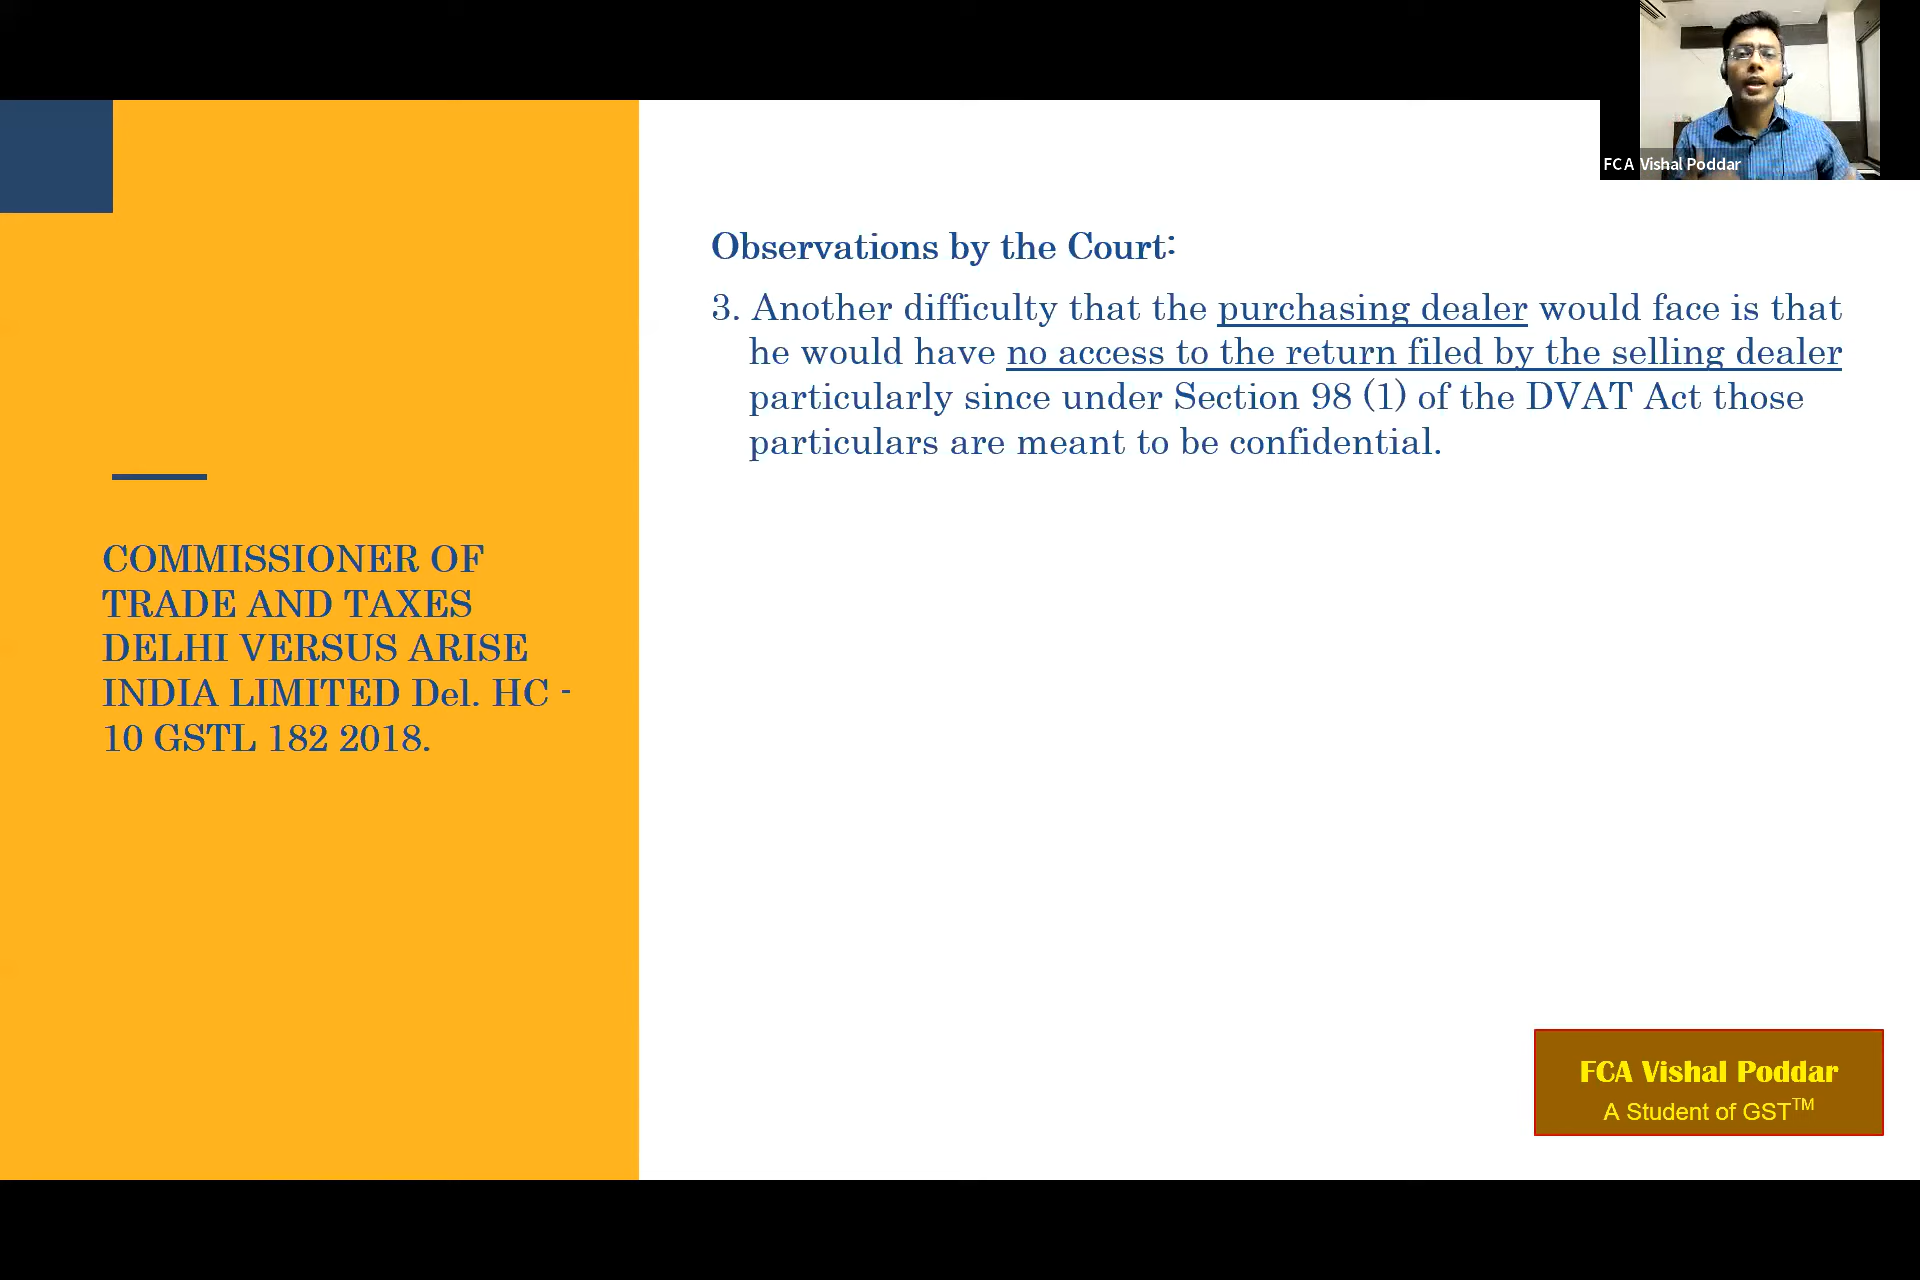 FCA Vishal Poddar
Observations by the Court:
3. Another difficulty that the purchasing dealer would face is that
he would have no access to the return filed by the selling dealer
particularly since under Section 98 (1) of the DVAT Act those
particulars are meant to be confidential.
COMMISSIONER OF
TRADE AND TAXES
DELHI VERSUS ARISE
INDIA LIMITED Del. HC -
10 GSTL 182 2018.
FCA Vishal Poddar
A Student of GST™